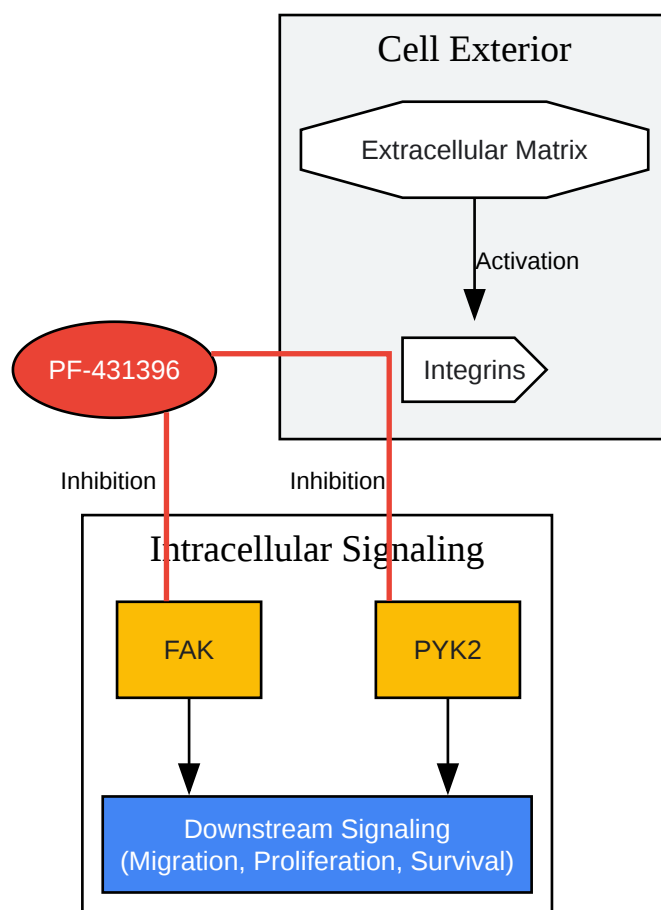 Cell Exterior
Extracellular Matrix
Activation
PF-431396
Integrins
Inhibition
Inhibition
Intracellular Signaling
FAK
PYK2
Downstream Signaling
(Migration, Proliferation, Survival)